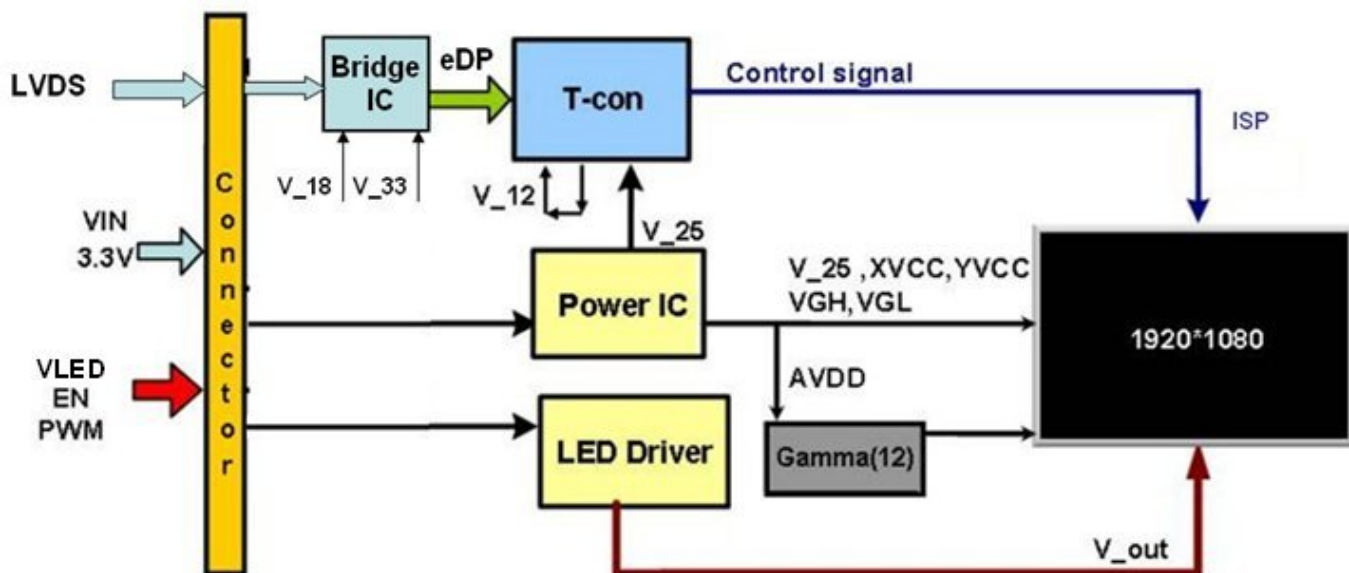 LVDS
Connector
Bridge
IC
eDP
T-con
Control signal
ISP
V_18
V_33
V_12
V_25
VIN
3.3V
Power IC
V_25 ,XVCC,YVCC
VGH,VGL
1920*1080
AVDD
VLED
EN
PWM
LED Driver
Gamma(12)
V_out